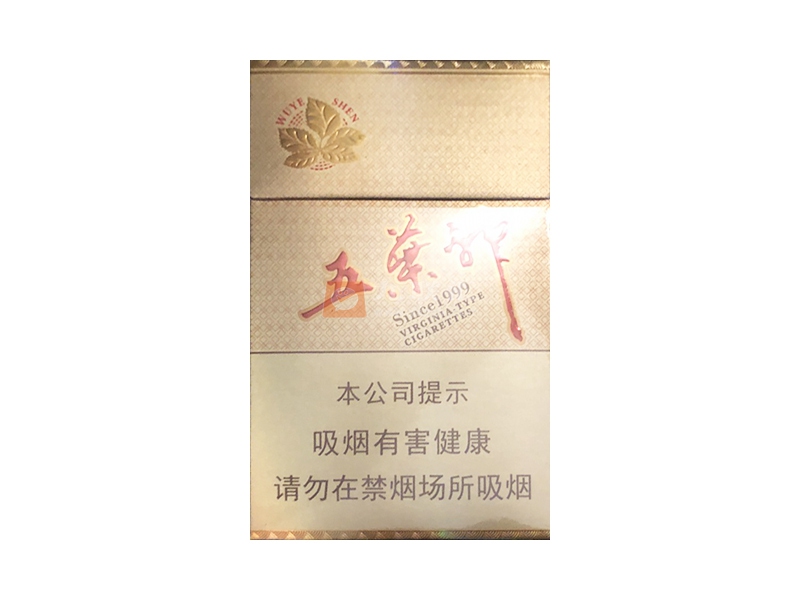 WUYE SHEN
五葉神
Since1999
VIRGINIA TYPE
CIGARETTES
本公司提示
吸烟有害健康
请勿在禁烟场所吸烟